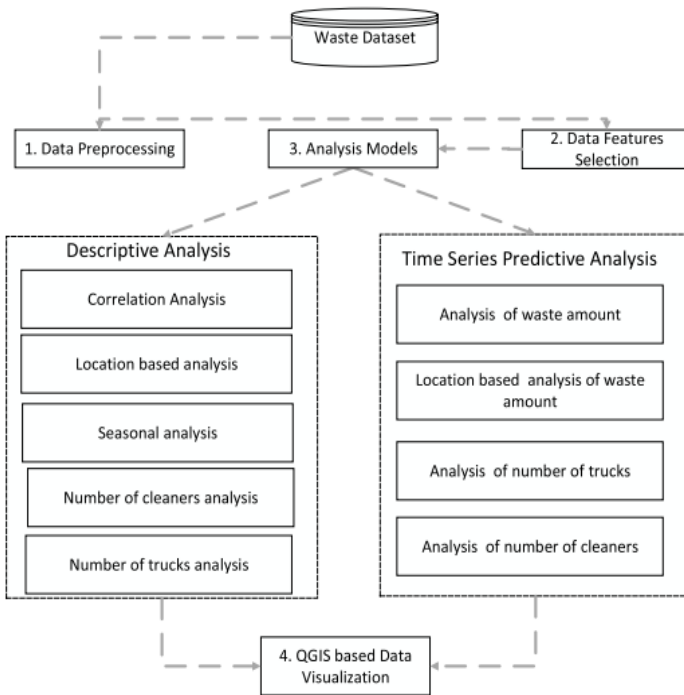 Waste Dataset
1. Data Preprocessing
3. Analysis Models
2. Data Features
Selection
Descriptive Analysis
Correlation Analysis
Location based analysis
Seasonal analysis
Number of cleaners analysis
Number of trucks analysis
Time Series Predictive Analysis
Analysis of waste amount
Location based analysis of waste
amount
Analysis of number of trucks
Analysis of number of cleaners
4. QGIS based Data
Visualization